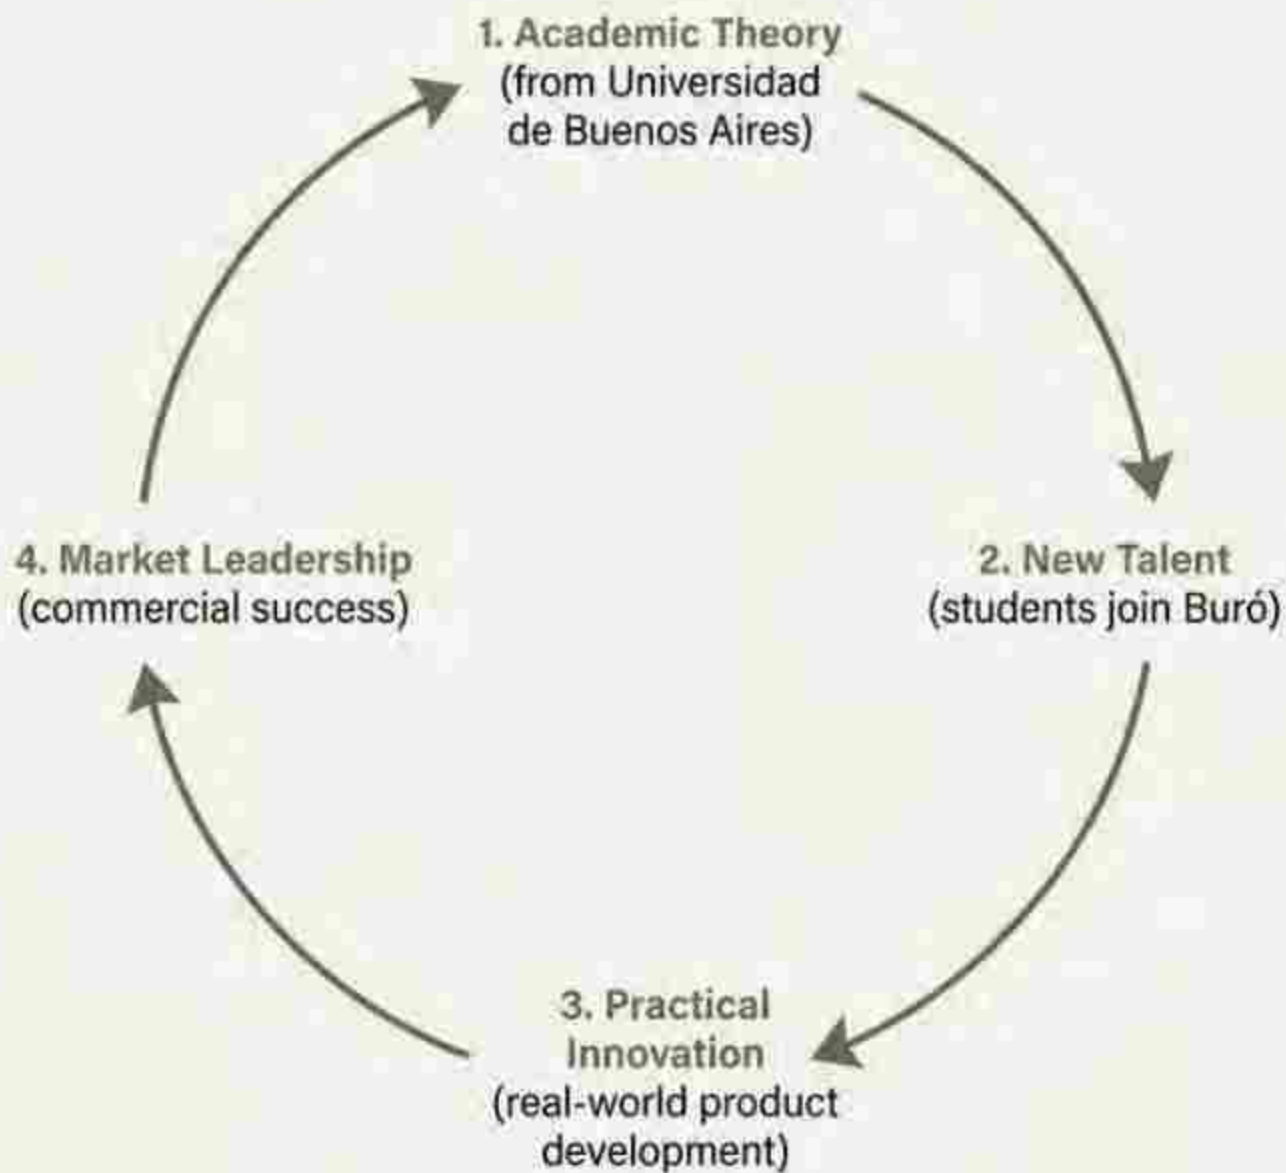 1. Academic Theory
(from Universidad
de Buenos Aires)
2. New Talent
(students join Buró)
3. Practical
Innovation
(real-world product
development)
4. Market Leadership
(commercial success)